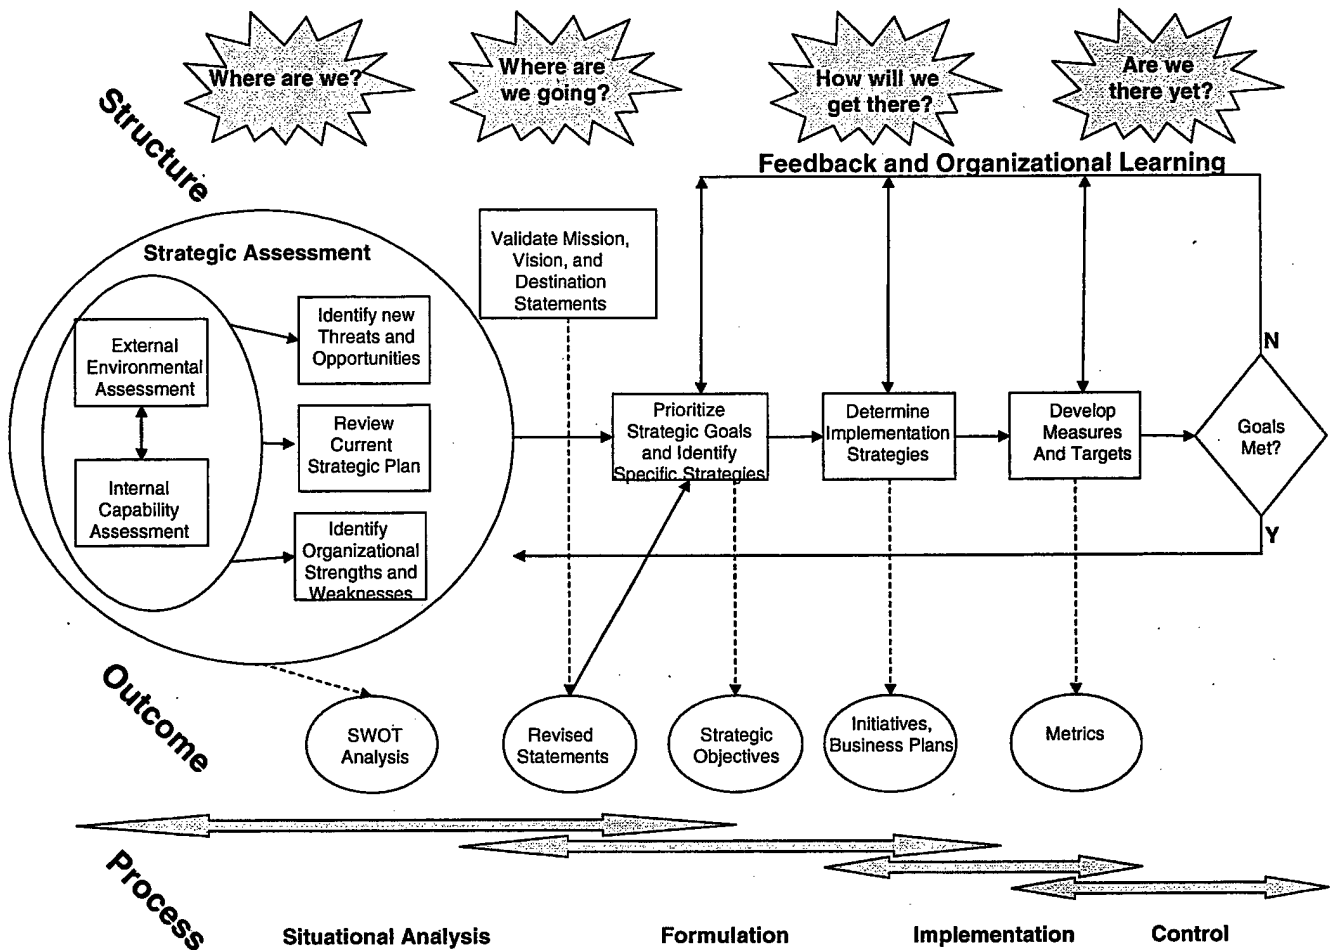 Where are we?
Where are
we going?
How will we
get there?
Are we
there yet?
Structure
Feedback and Organizational Learning
Strategic Assessment
Validate Mission,
Vision, and
Destination
Statements
External
Environmental
Assessment
Internal
Capability
Assessment
Identify new
Threats and
Opportunities
Review
Current
Strategic Plan
Identify
Organizational
Strengths and
Weaknesses
Prioritize
Strategic Goals
and Identify
Specific Strategies
Determine
Implementation
Strategies
Develop
Measures
And Targets
Goals
Met?
N
Y
Outcome
SWOT
Analysis
Revised
Statements
Strategic
Objectives
Initiatives,
Business Plans
Metrics
Process
Situational Analysis
Formulation
Implementation
Control